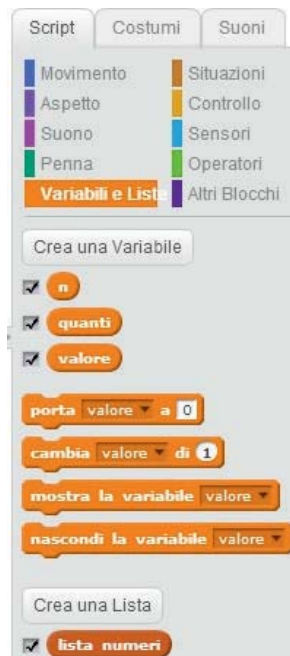 Script Costumi Suoni
Movimento Situazioni
Aspetto Controllo
Suono Sensori
Penna Operatori
Variabili e Liste Altri Blocchi
Crea una Variabile
n
quanti
valore
porta valore a 0
cambia valore di 1
mostra la variabile valore
nascondi la variabile valore
Crea una Lista
lista numeri